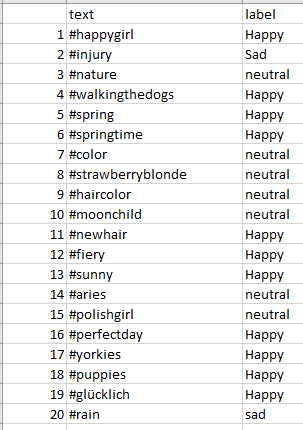 text label
1 #happygirl Happy
2 #injury Sad
3 #nature neutral
4 #walkingthedogs Happy
5 #spring Happy
6 #springtime Happy
7 #color neutral
8 #strawberryblonde neutral
9 #haircolor neutral
10 #moonchild neutral
11 #newhair Happy
12 #fiery Happy
13 #sunny Happy
14 #aries neutral
15 #polishgirl neutral
16 #perfectday Happy
17 #yorkies Happy
18 #puppies Happy
19 #glücklich Happy
20 #rain sad